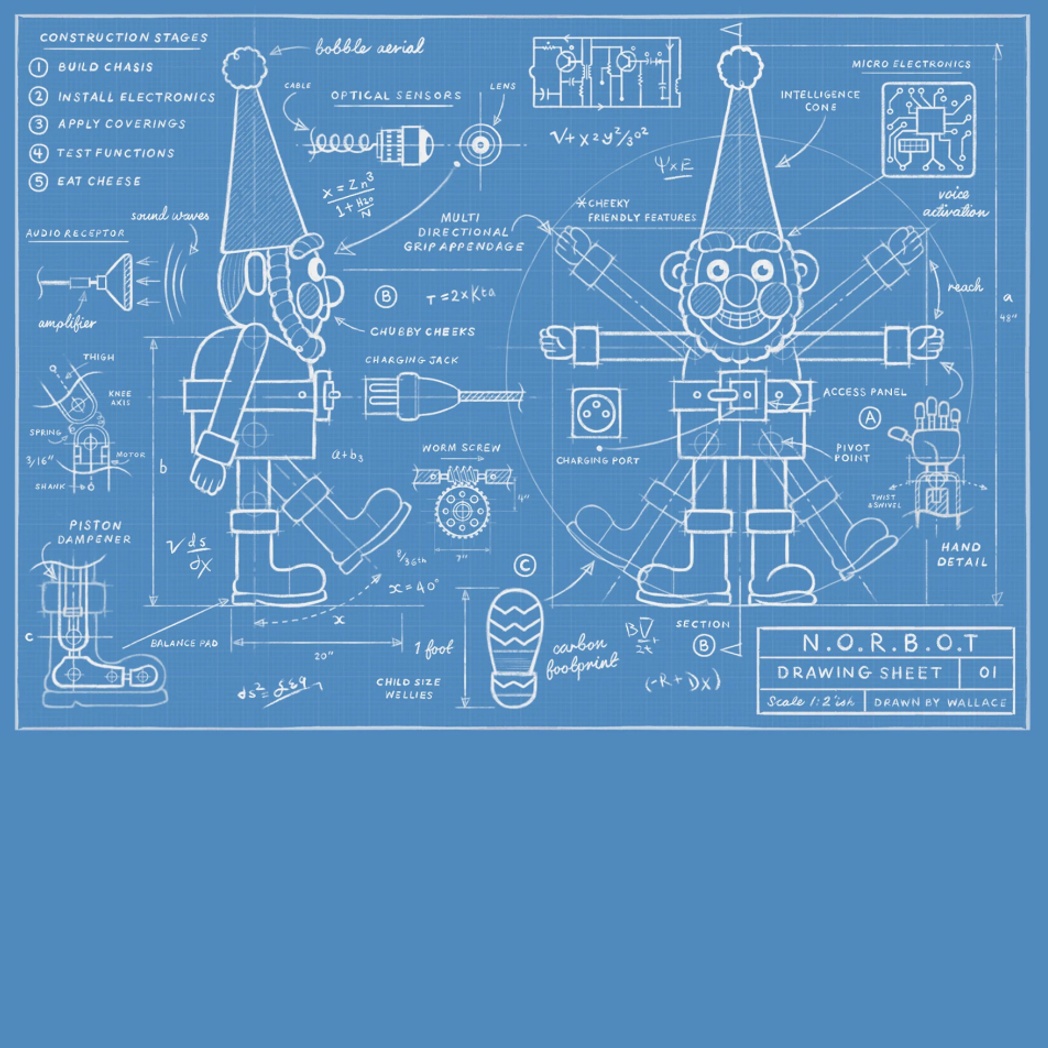 CONSTRUCTION STAGES
1 BUILD CHASIS
2 INSTALL ELECTRONICS
3 APPLY COVERINGS
4 TEST FUNCTIONS
5 EAT CHEESE
bobble aerial
CABLE
OPTICAL SENSORS
LENS
MICRO ELECTRONICS
INTELLIGENCE
CONE
voice
activation
sound waves
AUDIO RECEPTOR
amplifier
MULTI
DIRECTIONAL
GRIP APPENDAGE
*CHEEKY
FRIENDLY FEATURES
B
CHUBBY CHEEKS
reach
a
48"
CHARGING JACK
THIGH
KNEE
AXIS
SPRING
3/16"
MOTOR
SHANK
b
a+b
ACCESS PANEL
A
PIVOT
POINT
CHARGING PORT
WORM SCREW
4"
7"
TWIST
& SWIVEL
HAND
DETAIL
PISTON
DAMPENER
C
x=40°
x
c
BALANCE PAD
20"
1 foot
CHILD SIZE
WELLIES
carbon
footprint
SECTION
B
N.O.R.B.O.T
DRAWING SHEET 01
Scale 1:2'ish DRAWN BY WALLACE